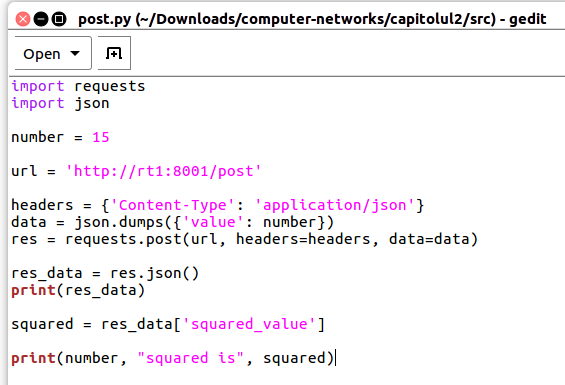 post.py (~/Downloads/computer-networks/capitolul2/src) - gedit
Open
import requests
import json
number = 15
url = 'http://rt1:8001/post'
headers = {'Content-Type': 'application/json'}
data = json.dumps({'value': number})
res = requests.post(url, headers=headers, data=data)
res_data = res.json()
print(res_data)
squared = res_data['squared_value']
print(number, "squared is", squared)